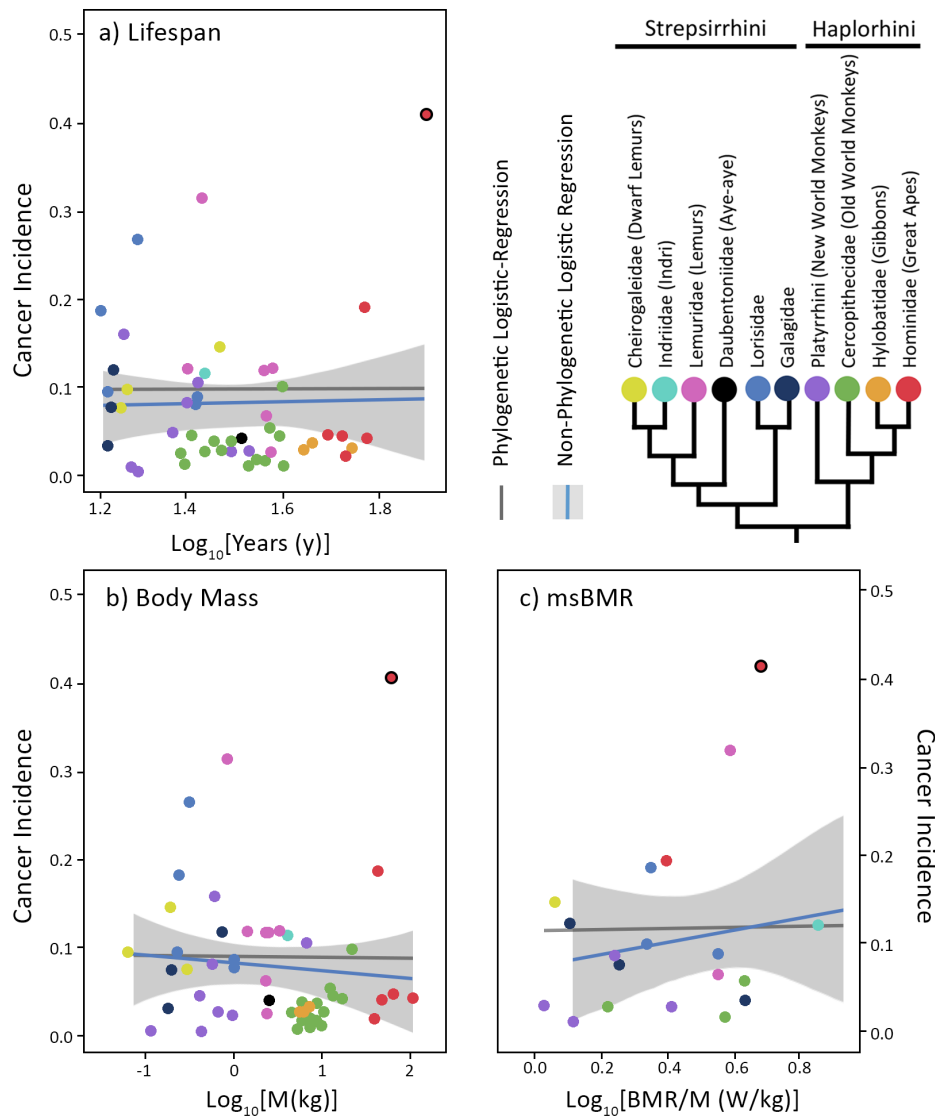 a) Lifespan
0.5
0.4
0.3
0.2
0.1
0.0
Cancer Incidence
1.2
1.4
1.6
1.8
Log10[Years (y)]
Strepsirrhini
Haplorhini
Phylogenetic Logistic-Regression
Non-Phylogenetic Logistic Regression
Cheirogaleidae (Dwarf Lemurs)
Indriidae (Indri)
Lemuridae (Lemurs)
Daubentoniidae (Aye-aye)
Lorisidae
Galagidae
Platyrrhini (New World Monkeys)
Cercopithecidae (Old World Monkeys)
Hylobatidae (Gibbons)
Hominidae (Great Apes)
b) Body Mass
0.5
0.4
0.3
0.2
0.1
0.0
Cancer Incidence
-1
0
1
2
Log10[M(kg)]
c) msBMR
0.5
0.4
0.3
0.2
0.1
0.0
Cancer Incidence
0.0
0.2
0.4
0.6
0.8
Log10[BMR/M (W/kg)]